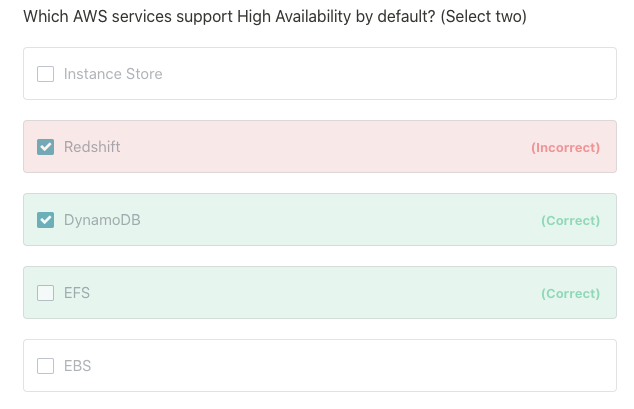 Which AWS services support High Availability by default? (Select two)
Instance Store
Redshift (Incorrect)
DynamoDB (Correct)
EFS (Correct)
EBS